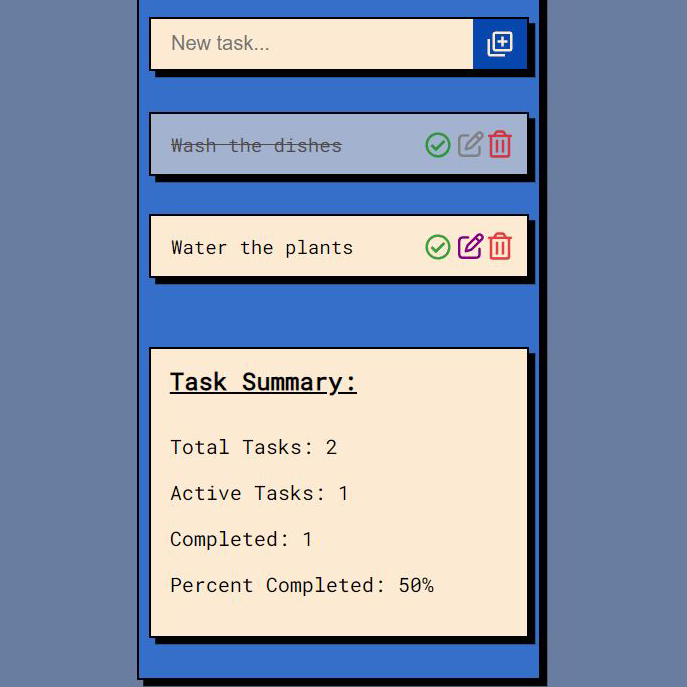 New task...
Wash the dishes
Water the plants
Task Summary:
Total Tasks: 2
Active Tasks: 1
Completed: 1
Percent Completed: 50%